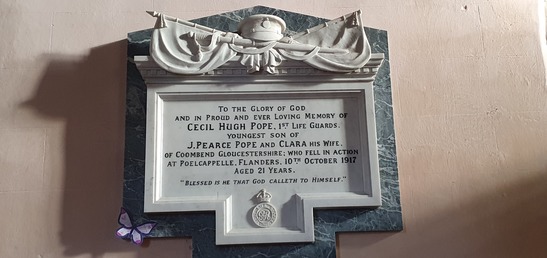 TO THE GLORY OF GOD
AND IN PROUD AND EVER LOVING MEMORY OF
CECIL HUGH POPE, 1ST LIFE GUARDS.
YOUNGEST SON OF
J. PEARCE POPE AND CLARA HIS WIFE,
OF COOMBEND GLOUCESTERSHIRE; WHO FELL IN ACTION
AT POELCAPPELLE, FLANDERS, 10TH OCTOBER 1917
AGED 21 YEARS.
"BLESSED IS HE THAT GOD CALLETH TO HIMSELF."